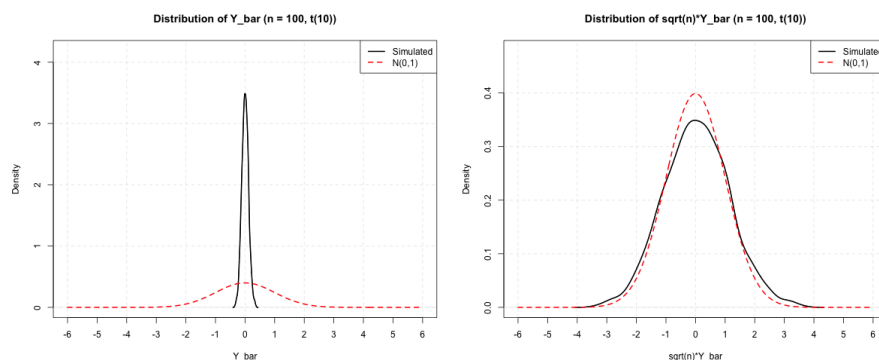 Distribution of Y_bar (n = 100, t(10))
Simulated
N(0,1)
Density
4
3
2
1
0
-6 -5 -4 -3 -2 -1 0 1 2 3 4 5 6
Y_bar
Distribution of sqrt(n)*Y_bar (n = 100, t(10))
Simulated
N(0,1)
Density
0.4
0.3
0.2
0.1
0.0
-6 -5 -4 -3 -2 -1 0 1 2 3 4 5 6
sqrt(n)*Y_bar